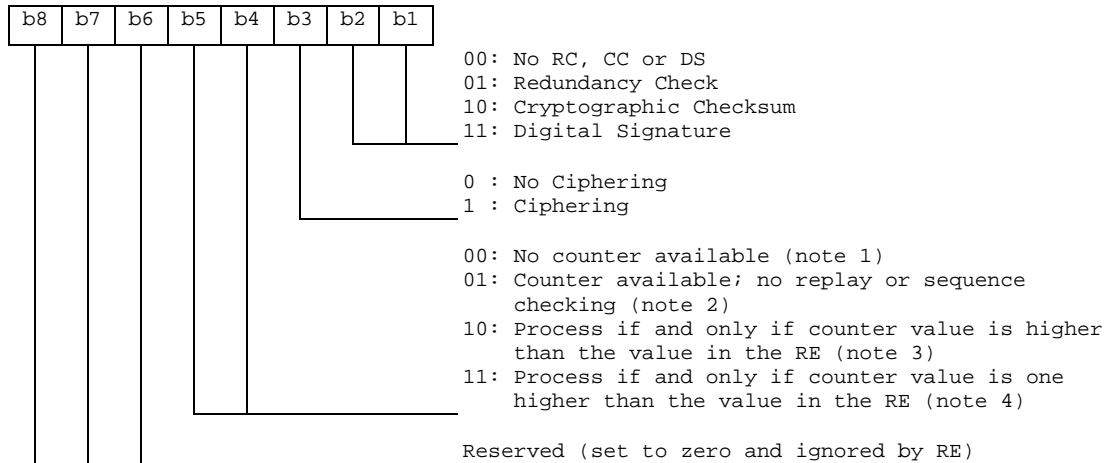 b8 b7 b6 b5 b4 b3 b2 b1
00: No RC, CC or DS
01: Redundancy Check
10: Cryptographic Checksum
11: Digital Signature
0 : No Ciphering
1 : Ciphering
00: No counter available (note 1)
01: Counter available; no replay or sequence
checking (note 2)
10: Process if and only if counter value is higher
than the value in the RE (note 3)
11: Process if and only if counter value is one
higher than the value in the RE (note 4)
Reserved (set to zero and ignored by RE)